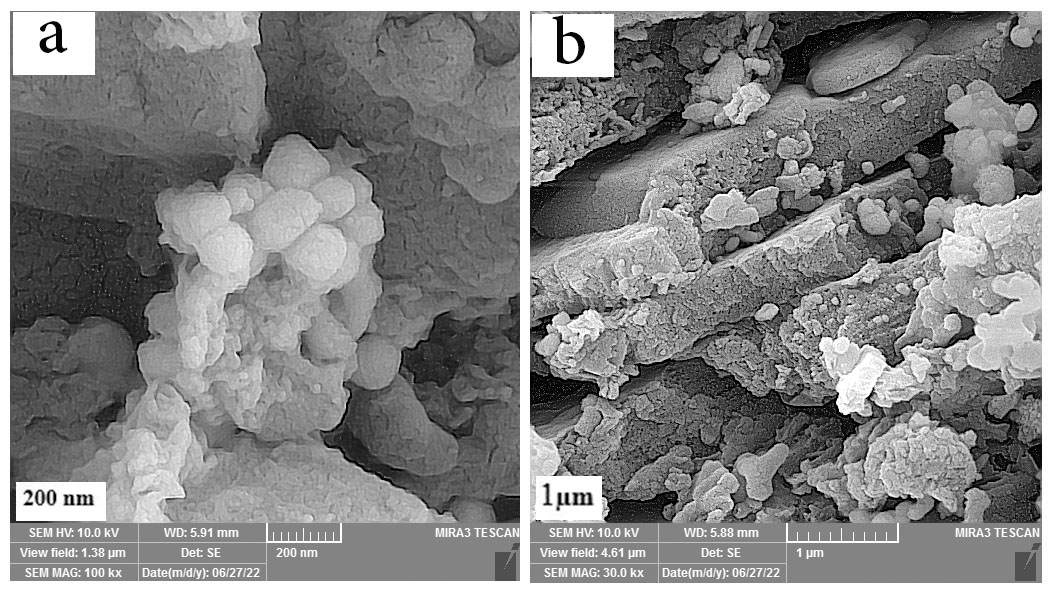 a
200 nm
SEM HV: 10.0 kV
WD: 5.91 mm
MIRA3 TESCAN
View field: 1.38 µm
Det: SE
200 nm
SEM MAG: 100 kx
Date(m/d/y): 06/27/22
b
1µm
SEM HV: 10.0 kV
WD: 5.88 mm
MIRA3 TESCAN
View field: 4.61 µm
Det: SE
1 µm
SEM MAG: 30.0 kx
Date(m/d/y): 06/27/22